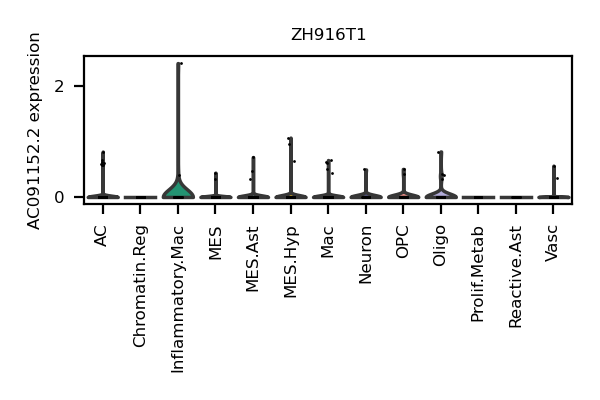 ZH916T1
AC091152.2 expression
2
0
AC
Chromatin.Reg
Inflammatory.Mac
MES
MES.Ast
MES.Hyp
Mac
Neuron
OPC
Oligo
Prolif.Metab
Reactive.Ast
Vasc